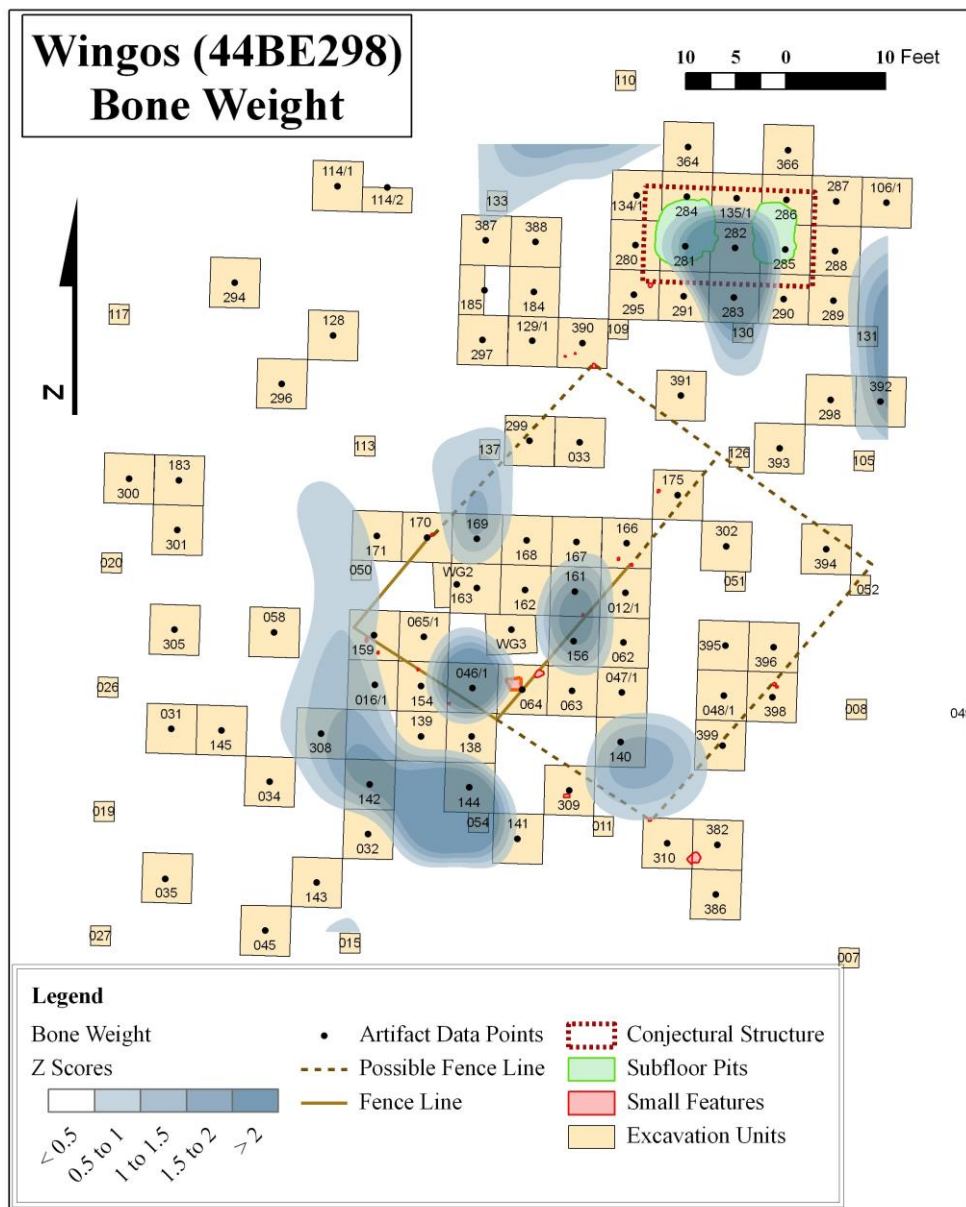 Wingos (44BE298)
Bone Weight
10 5 0 10 Feet
110
364 366
114/1
114/2
133
134/1 284 135/1 286 287 106/1
387 388
282
280 281 285 288
294
185 184
295 291 283 290 289
117
128
129/1 390 109
130 131
297
296
391
298 392
299
033
113 137 126 393 105
300 183
175
301
170 169 168 167 166
171
302 394
020
050
WG2
163 162 161 012/1
051 052
305 058
159 065/1 WG3 156 062
395 396
026
016/1 154 046/1 064 063 047/1
048/1 398 008 049
031 145 308 139 138 140
399
034 142 144 309
019
054 141 011
032
310 382
035 143
386
027 045 015
007
Z
Legend
Bone Weight
Z Scores
< 0.5
0.5 to 1
1 to 1.5
1.5 to 2
> 2
Artifact Data Points
Possible Fence Line
Fence Line
Conjectural Structure
Subfloor Pits
Small Features
Excavation Units